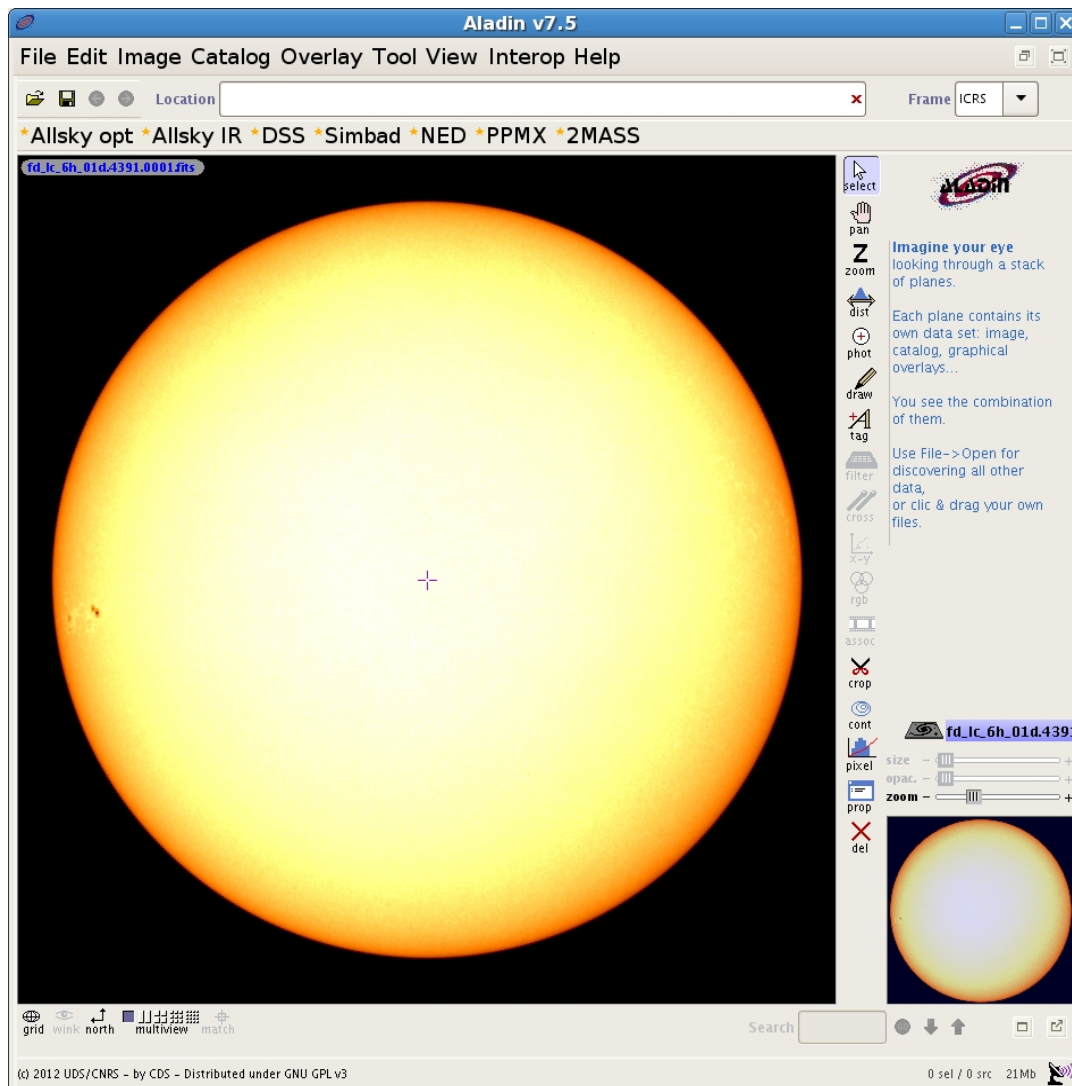 Aladin v7.5
File Edit Image Catalog Overlay Tool View Interop Help
Location
Frame ICRS
*Allsky opt *Allsky IR *DSS *Simbad *NED *PPMX *2MASS
fd_lc_6h_01d.4391.0001.fits
select
pan
Z
zoom
dist
phot
draw
tag
filter
cross
x-y
rgb
assoc
crop
cont
pixel
prop
del
ALADIN
Imagine your eye
looking through a stack
of planes.
Each plane contains its
own data set: image,
catalog, graphical
overlays...
You see the combination
of them.
Use File->Open for
discovering all other
data,
or clic & drag your own
files.
fd_lc_6h_01d.4391
size - +
opac. - +
zoom - +
grid wink north multiview match
Search
(c) 2012 UDS/CNRS - by CDS - Distributed under GNU GPL v3
0 sel / 0 src 21Mb